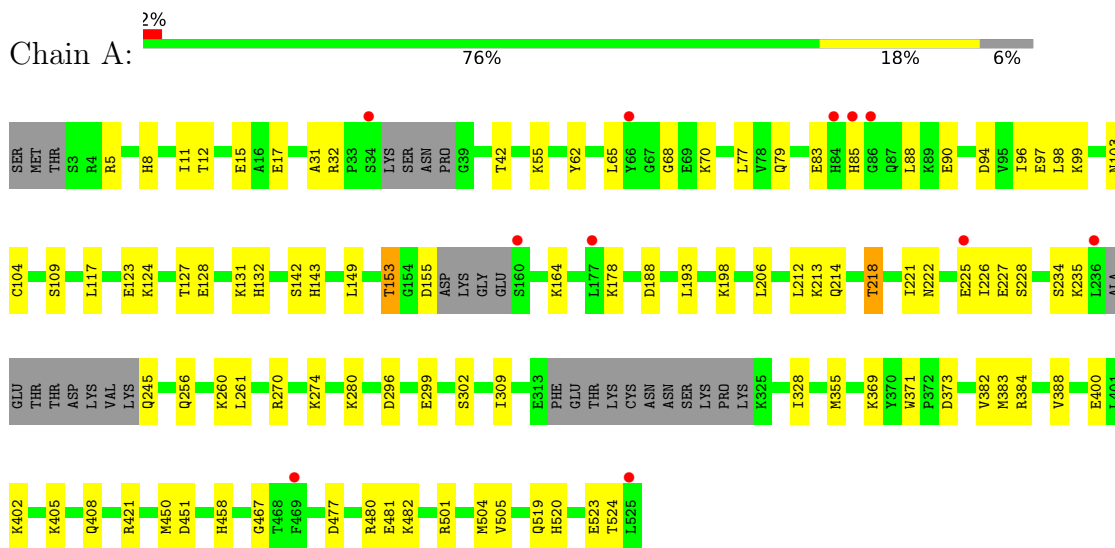 2%
Chain A:
76% 18% 6%
SER MET THR S3 R4 R5 H8 I11 T12 E15 A16 E17 A31 R32 P33 S34 LYS SER ASN PRO G39 T42 K55 Y62 L65 Y66 G67 G68 E69 K70 L77 V78 Q79 E83 H84 H85 G86 Q87 L88 K89 E90 D94 V95 I96 E97 L98 K99 N103
C104 S109 L117 E123 K124 T127 E128 K131 H132 S142 H143 L149 T153 G154 D155 ASP LYS GLY GLU S160 K164 L177 K178 D188 L193 K198 L206 L212 K213 Q214 T218 I221 N222 E225 I226 E227 S228 S234 K235 L236 ALA
GLU THR THR ASP LYS VAL LYS Q245 Q256 K260 L261 R270 K274 K280 D296 E299 S302 I309 E313 PHE GLU THR LYS CYS ASN ASN SER LYS PRO LYS K325 I328 M355 K369 Y370 W371 P372 D373 V382 M383 R384 V388 E400 L401
K402 K405 Q408 R421 M450 D451 H458 G467 T468 F469 D477 R480 E481 K482 R501 M504 V505 Q519 H520 E523 T524 L525